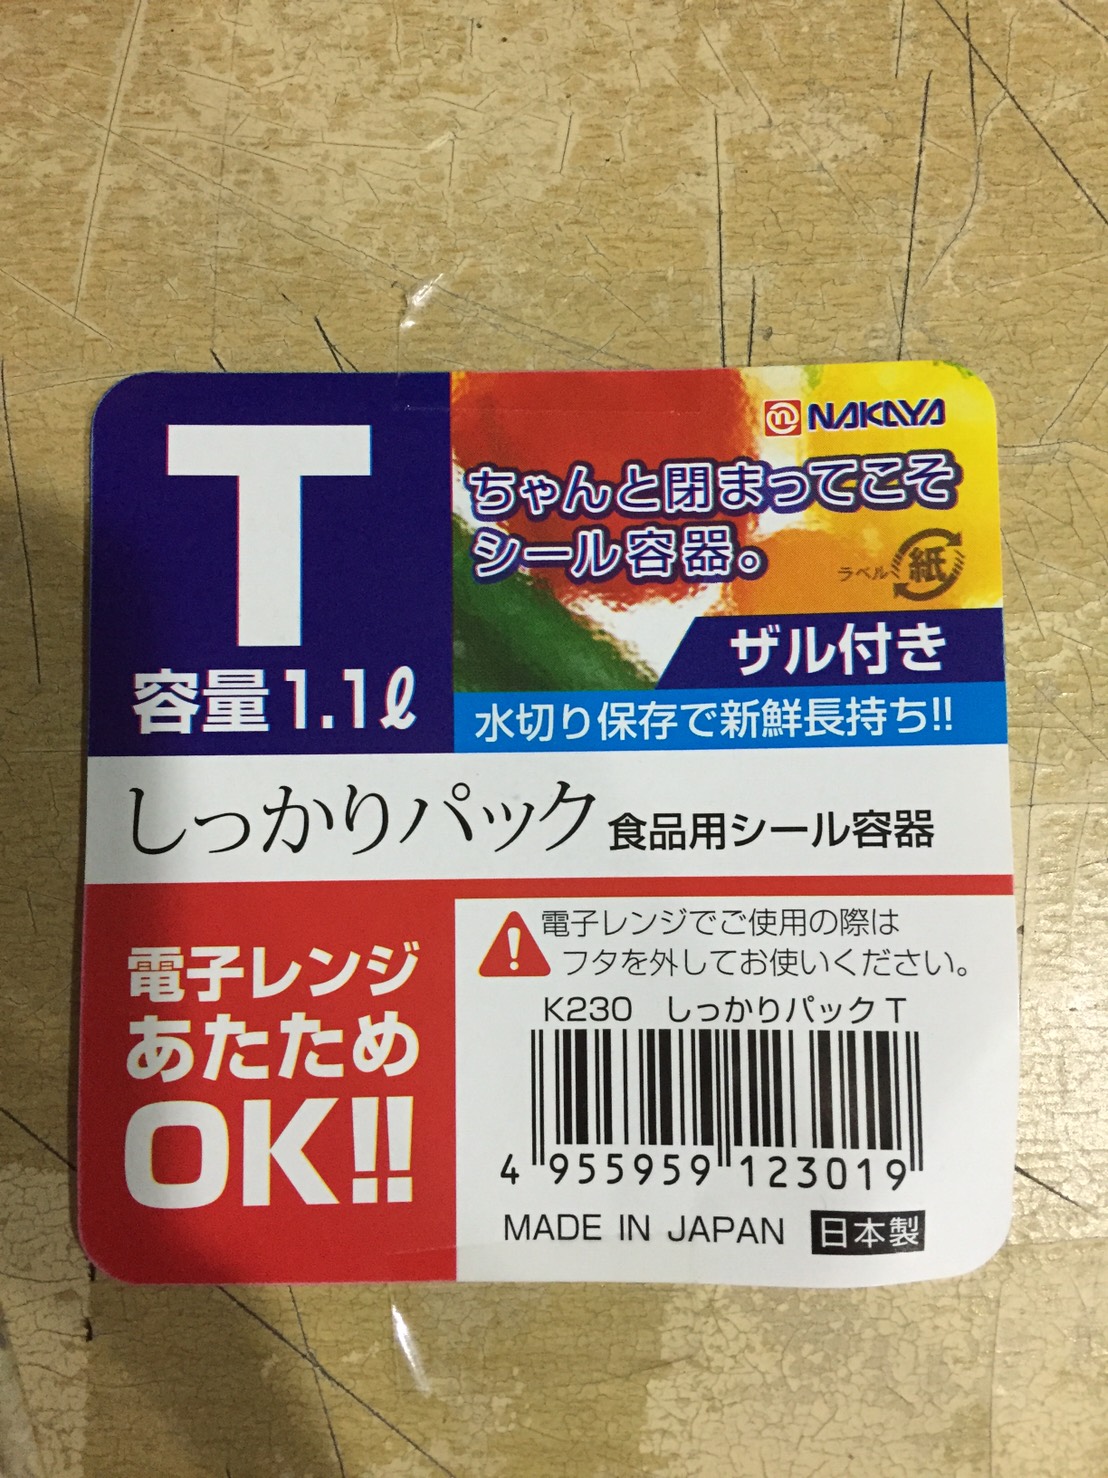 T
容量1.1ℓ
NAKAYA
ちゃんと閉まってこそ
シール容器。
ラベル 紙
ザル付き
水切り保存で新鮮長持ち!!
しっかりパック 食品用シール容器
電子レンジ
あたため
OK!!
電子レンジでご使用の際は
フタを外してお使いください。
K230 しっかりパックT
4 955959 123019
MADE IN JAPAN 日本製